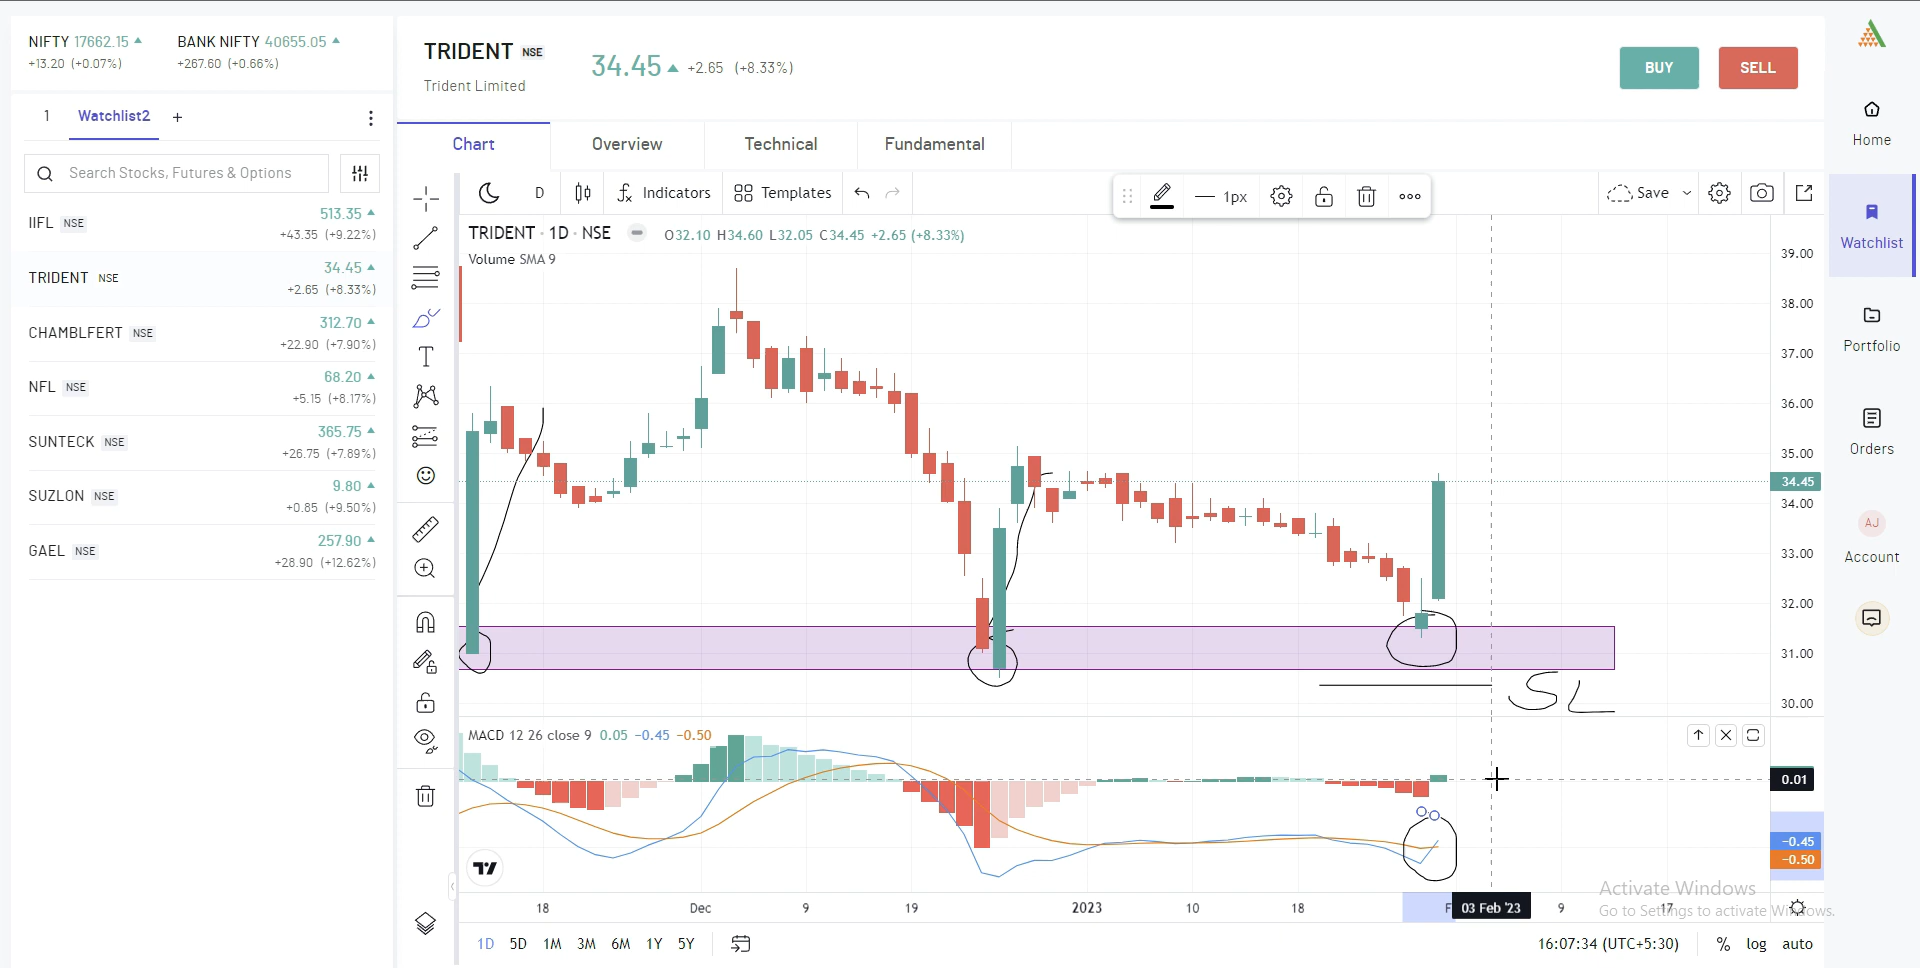 NIFTY 17662.15
+13.20 (+0.07%)
BANK NIFTY 40655.05
+267.60 (+0.66%)
1
Watchlist2
+
Search Stocks, Futures & Options
IIFL NSE
513.35
+43.35 (+9.22%)
TRIDENT NSE
34.45
+2.65 (+8.33%)
CHAMBLFERT NSE
312.70
+22.90 (+7.90%)
NFL NSE
68.20
+5.15 (+8.17%)
SUNTECK NSE
365.75
+26.75 (+7.89%)
SUZLON NSE
9.80
+0.85 (+9.50%)
GAEL NSE
257.90
+28.90 (+12.62%)
TRIDENT NSE
Trident Limited
34.45 +2.65 (+8.33%)
BUY
SELL
Chart
Overview
Technical
Fundamental
D
Indicators
Templates
1px
Save
TRIDENT · 1D · NSE
O32.10 H34.60 L32.05 C34.45 +2.65 (+8.33%)
Volume SMA 9
39.00
38.00
37.00
36.00
35.00
34.45
34.00
33.00
32.00
31.00
30.00
SL
MACD 12 26 close 9 0.05 −0.45 −0.50
0.01
−0.45
−0.50
18
Dec
9
19
2023
10
18
F
03 Feb '23
9
17
Activate Windows
Go to Settings to activate Windows.
1D
5D
1M
3M
6M
1Y
5Y
16:07:34 (UTC+5:30)
%
log
auto
Home
Watchlist
Portfolio
Orders
AJ
Account